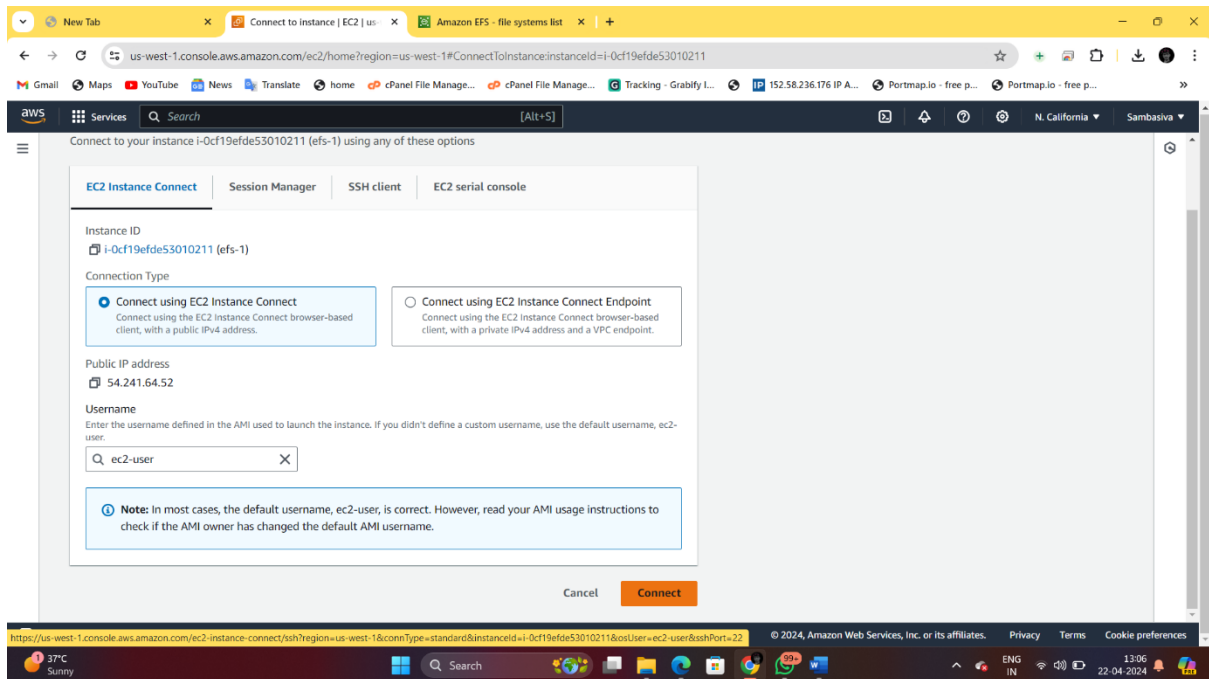 New Tab
Connect to instance | EC2 | us-
Amazon EFS - file systems list
us-west-1.console.aws.amazon.com/ec2/home?region=us-west-1#ConnectToInstance:instanceId=i-0cf19efde53010211
Gmail
Maps
YouTube
News
Translate
home
cPanel File Manage...
cPanel File Manage...
Tracking - Grabify I...
152.58.236.176 IP A...
Portmap.io - free p...
Portmap.io - free p...
aws
Services
Search
[Alt+S]
N. California
Sambasiva
Connect to your instance i-0cf19efde53010211 (efs-1) using any of these options
EC2 Instance Connect
Session Manager
SSH client
EC2 serial console
Instance ID
i-0cf19efde53010211 (efs-1)
Connection Type
Connect using EC2 Instance Connect
Connect using the EC2 Instance Connect browser-based
client, with a public IPv4 address.
Connect using EC2 Instance Connect Endpoint
Connect using the EC2 Instance Connect browser-based
client, with a private IPv4 address and a VPC endpoint.
Public IP address
54.241.64.52
Username
Enter the username defined in the AMI used to launch the instance. If you didn't define a custom username, use the default username, ec2-
user.
ec2-user
Note: In most cases, the default username, ec2-user, is correct. However, read your AMI usage instructions to
check if the AMI owner has changed the default AMI username.
Cancel
Connect
https://us-west-1.console.aws.amazon.com/ec2-instance-connect/ssh?region=us-west-1&connType=standard&instanceId=i-0cf19efde53010211&osUser=ec2-user&sshPort=22
© 2024, Amazon Web Services, Inc. or its affiliates.
Privacy
Terms
Cookie preferences
1
37°C
Sunny
Search
99+
ENG
IN
13:06
22-04-2024